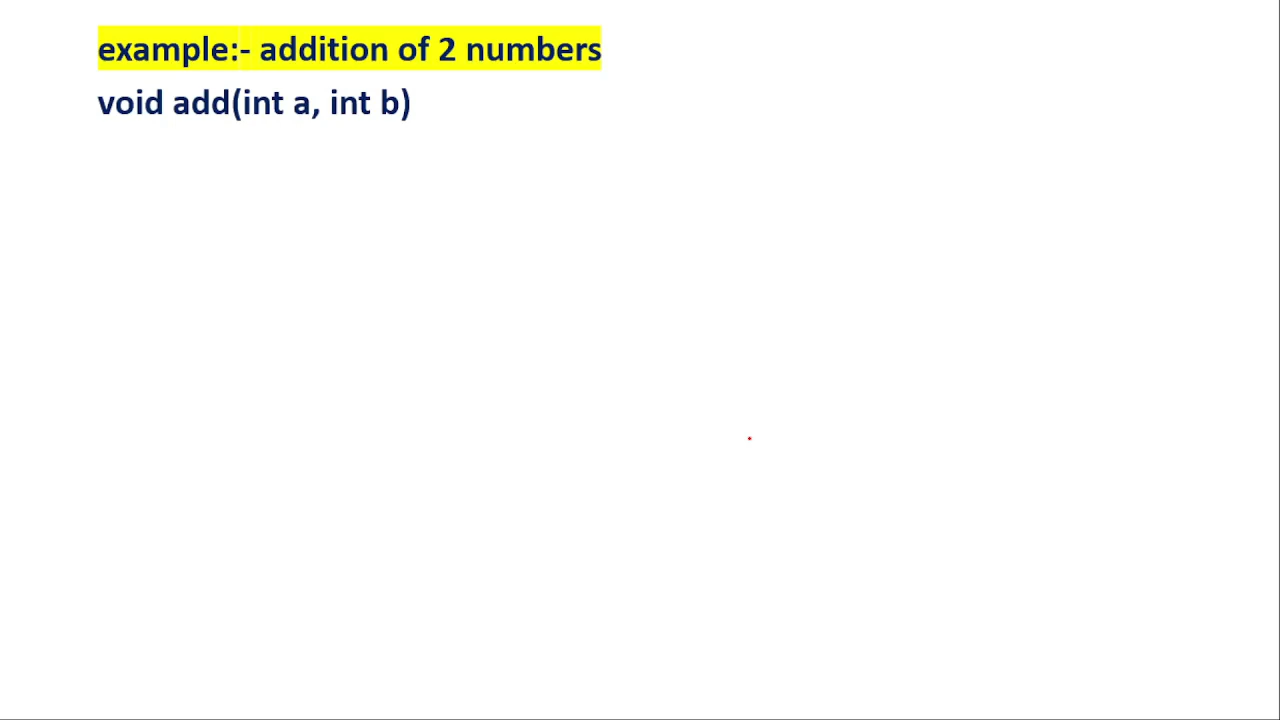 example:- addition of 2 numbers
void add(int a, int b)